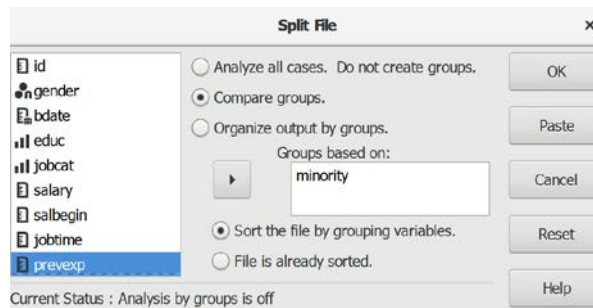 Split File
×
id
gender
bdate
educ
jobcat
salary
salbegin
jobtime
prevexp
Analyze all cases. Do not create groups.
Compare groups.
Organize output by groups.
Groups based on:
minority
Sort the file by grouping variables.
File is already sorted.
OK
Paste
Cancel
Reset
Help
Current Status : Analysis by groups is off